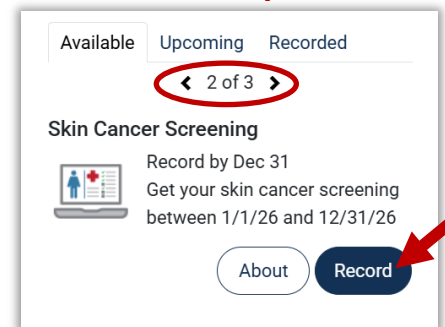 Available Upcoming Recorded
2 of 3
Skin Cancer Screening
Record by Dec 31
Get your skin cancer screening
between 1/1/26 and 12/31/26
About Record